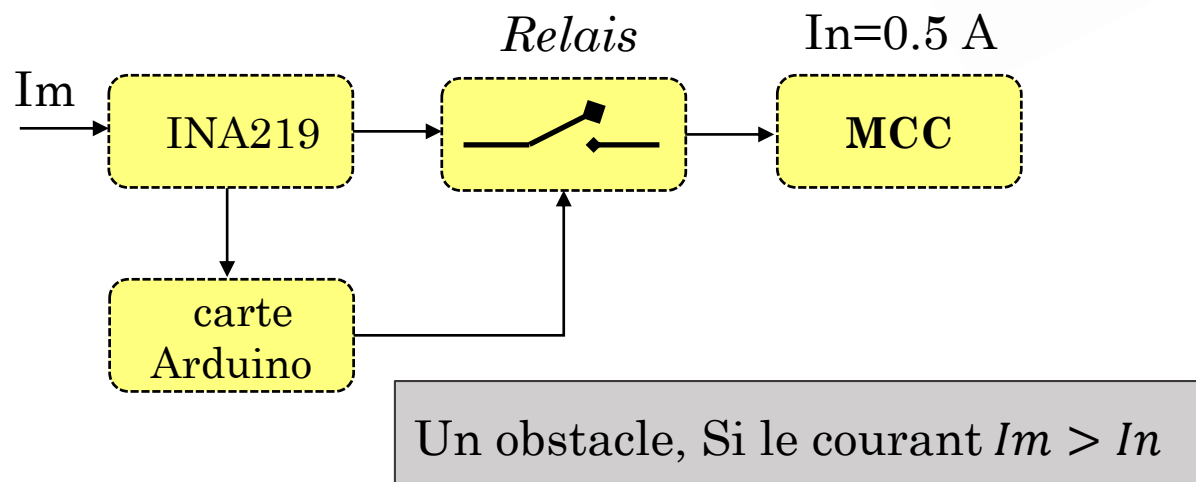 Relais
In=0.5 A
Im
INA219
MCC
carte
Arduino
Un obstacle, Si le courant Im > In